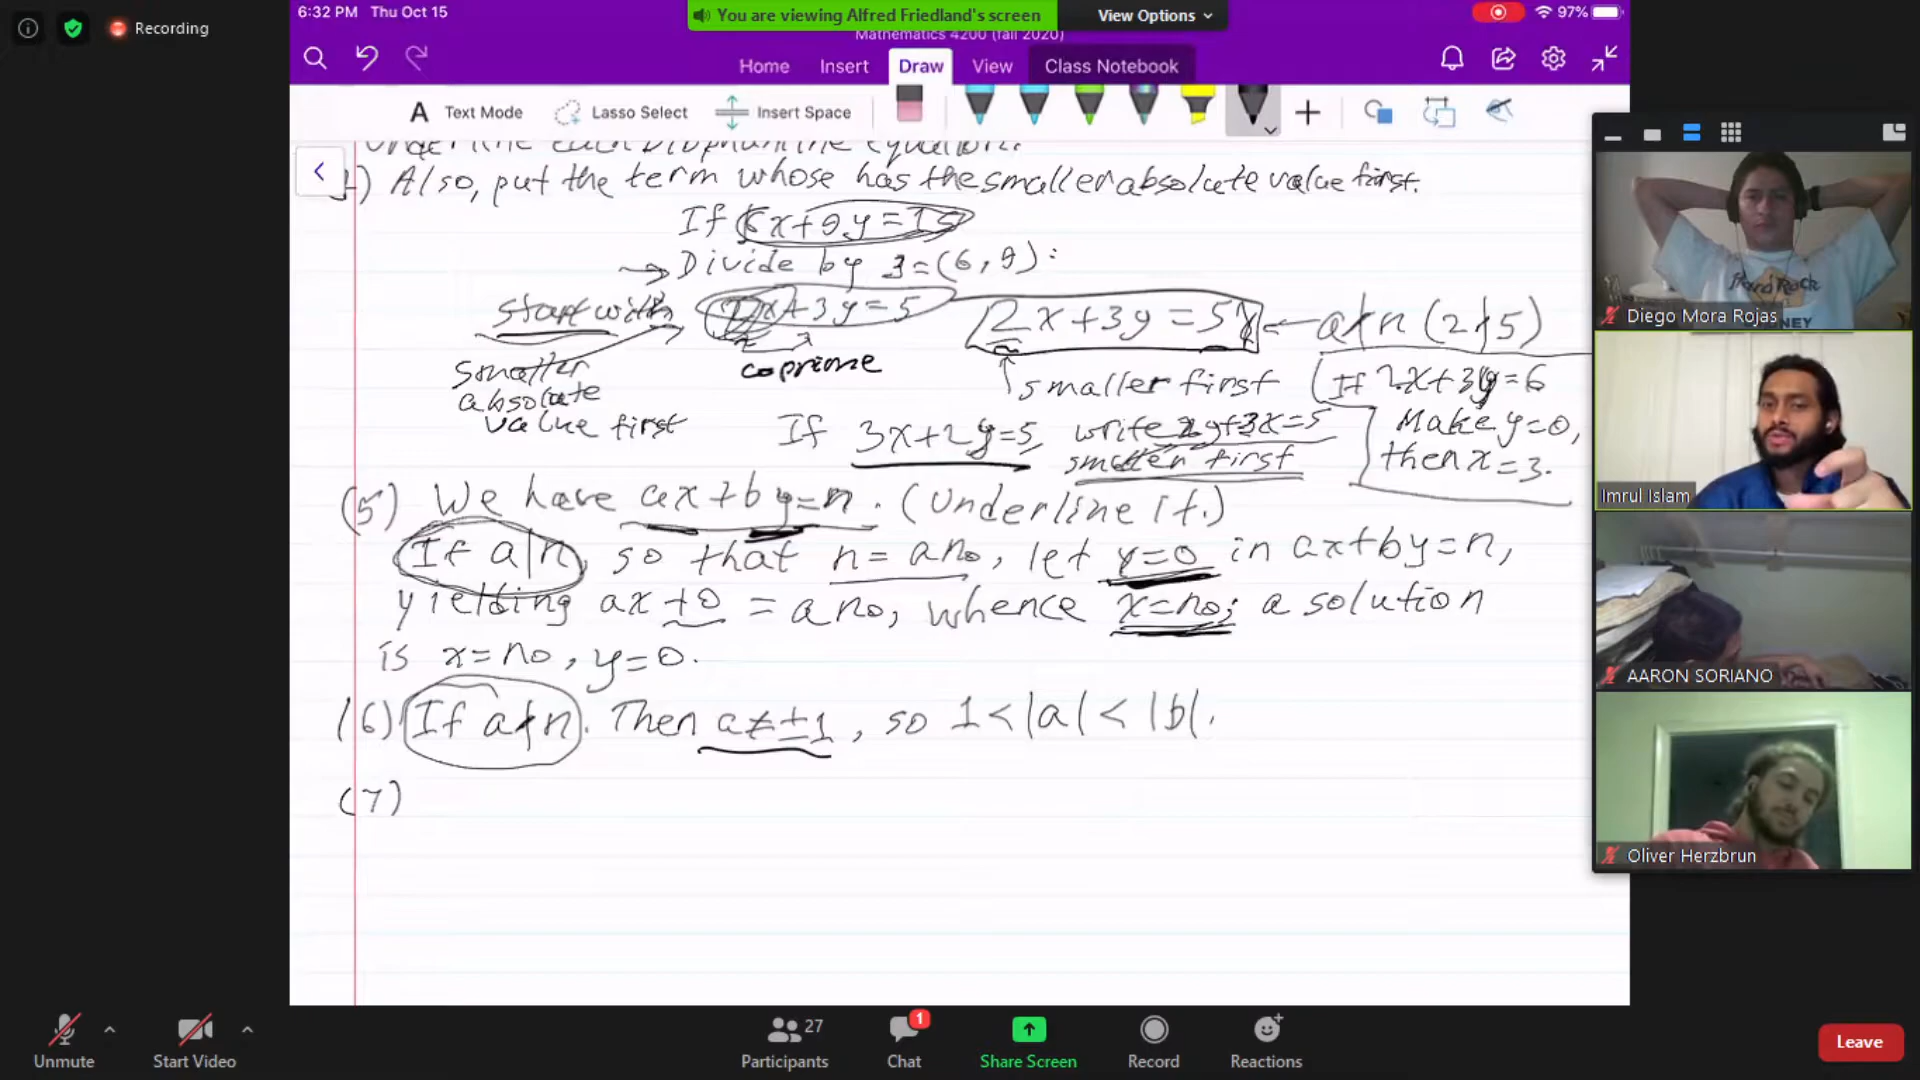 6:32 PM Thu Oct 15
You are viewing Alfred Friedland's screen
View Options
97%
Recording
Mathematics 4200 (fall 2020)
Home Insert Draw View Class Notebook
Text Mode Lasso Select Insert Space
Underline each Diophantine equation.
) Also, put the term whose has the smaller absolute value first.
If 6x+9y=15
→ Divide by 3=(6,9):
start with 2x+3y=5 2x+3y=5 ← a∤n (2∤5)
smaller absolute value first
coprime
smaller first
If 2x+3y=6
Make y=0,
then x=3.
If 3x+2y=5 write 2y+3x=5
smaller first
(5) We have ax+by=n. (Underline it.)
If a|n, so that n=an₀, let y=0 in ax+by=n,
yielding ax+0 = an₀, whence x=n₀; a solution
is x=n₀, y=0.
(6) If a∤n. Then a≠±1, so 1<|a|<|b|.
(7)
Diego Mora Rojas
Imrul Islam
AARON SORIANO
Oliver Herzbrun
Unmute
Start Video
Participants 27
Chat 1
Share Screen
Record
Reactions
Leave